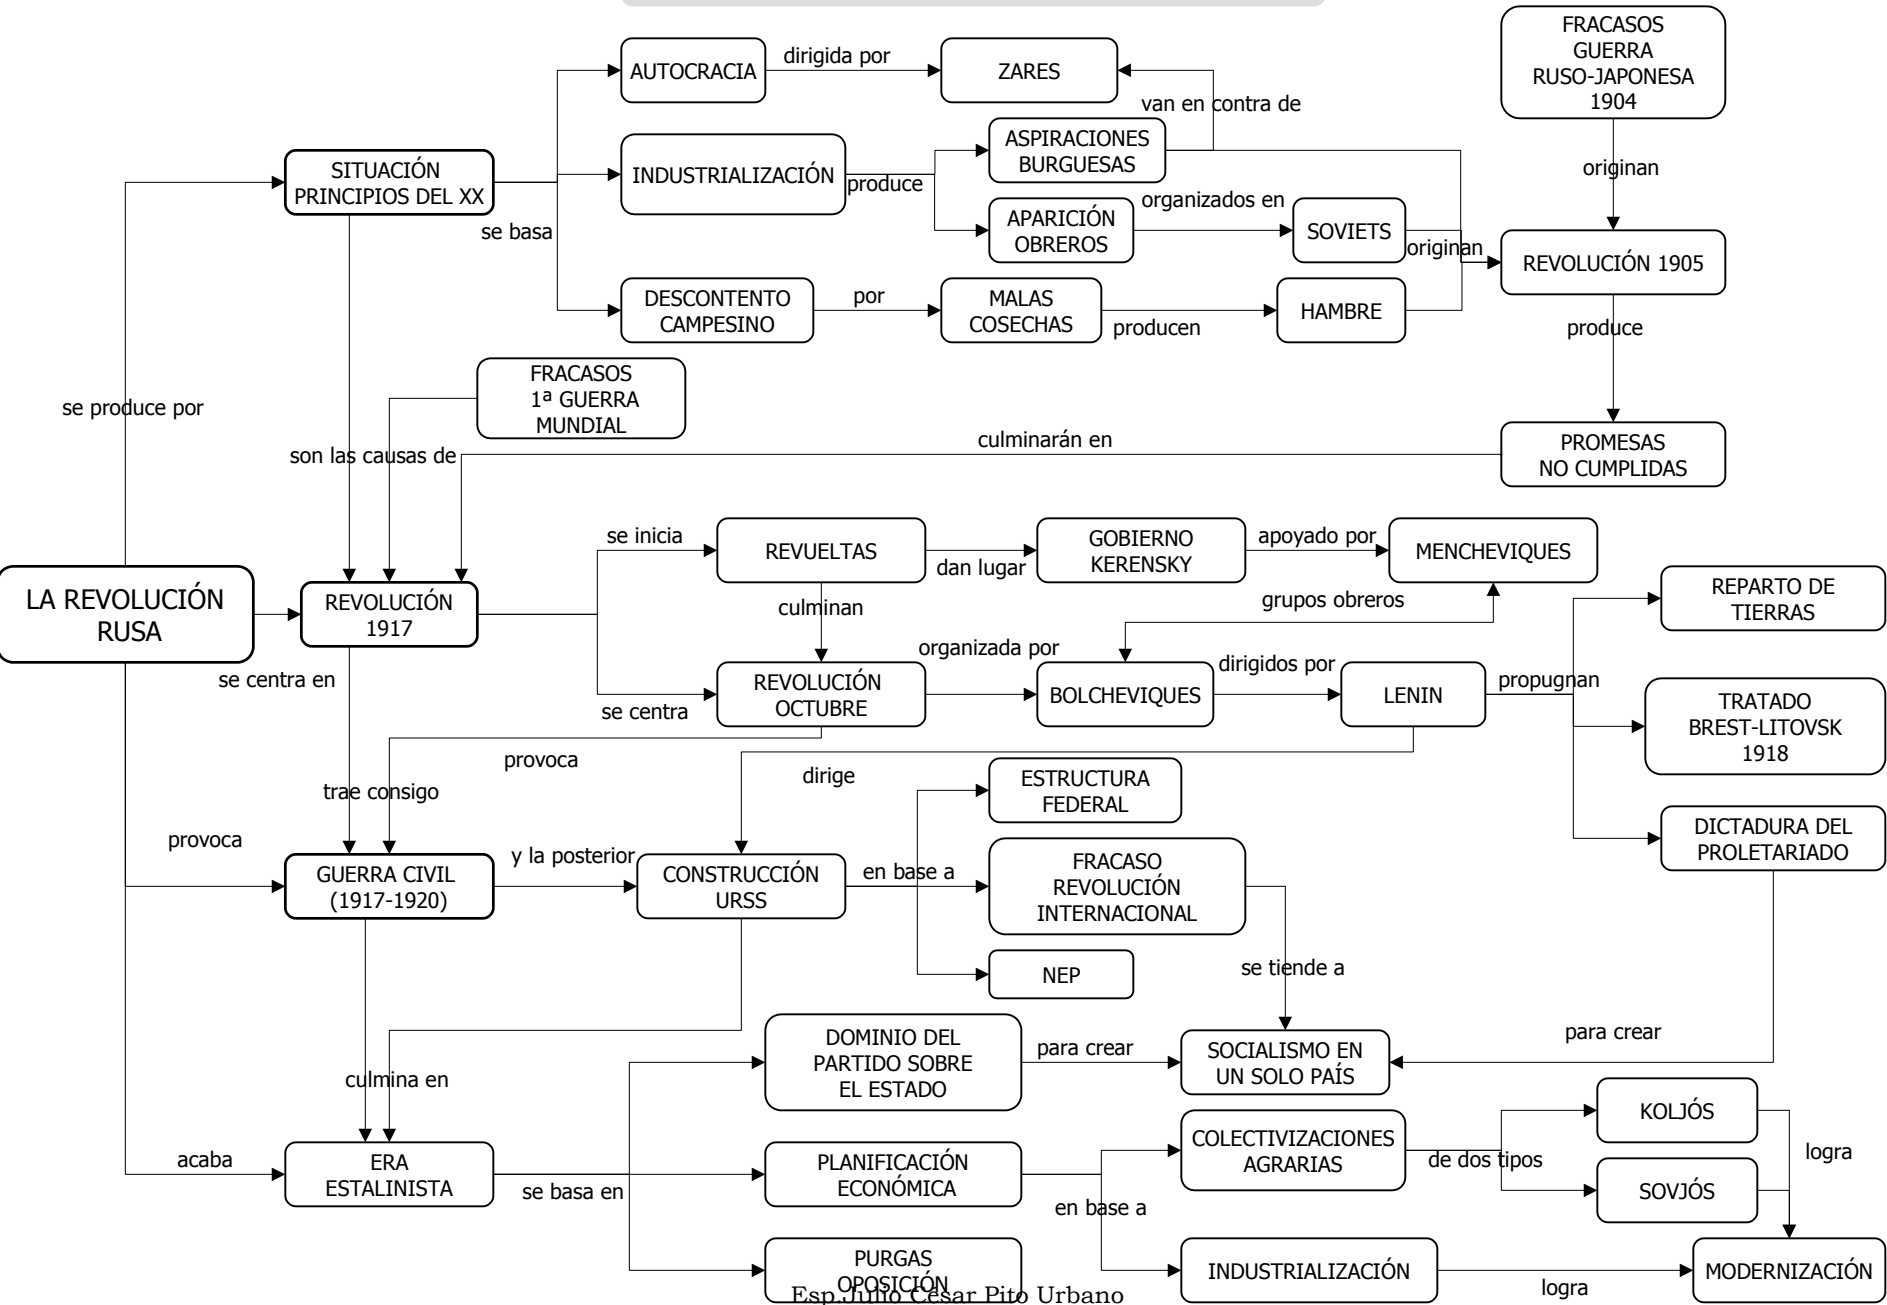 FRACASOS
GUERRA
RUSO-JAPONESA
1904
AUTOCRACIA
dirigida por
ZARES
van en contra de
SITUACIÓN
PRINCIPIOS DEL XX
INDUSTRIALIZACIÓN
produce
ASPIRACIONES
BURGUESAS
originan
APARICIÓN
OBREROS
organizados en
SOVIETS
originan
REVOLUCIÓN 1905
se basa
DESCONTENTO
CAMPESINO
por
MALAS
COSECHAS
producen
HAMBRE
produce
FRACASOS
1ª GUERRA
MUNDIAL
se produce por
son las causas de
culminarán en
PROMESAS
NO CUMPLIDAS
se inicia
REVUELTAS
dan lugar
GOBIERNO
KERENSKY
apoyado por
MENCHEVIQUES
LA REVOLUCIÓN
RUSA
REVOLUCIÓN
1917
culminan
grupos obreros
REPARTO DE
TIERRAS
se centra en
se centra
REVOLUCIÓN
OCTUBRE
organizada por
BOLCHEVIQUES
dirigidos por
LENIN
propugnan
TRATADO
BREST-LITOVSK
1918
provoca
dirige
trae consigo
ESTRUCTURA
FEDERAL
provoca
GUERRA CIVIL
(1917-1920)
y la posterior
CONSTRUCCIÓN
URSS
en base a
FRACASO
REVOLUCIÓN
INTERNACIONAL
DICTADURA DEL
PROLETARIADO
NEP
se tiende a
para crear
culmina en
DOMINIO DEL
PARTIDO SOBRE
EL ESTADO
para crear
SOCIALISMO EN
UN SOLO PAÍS
acaba
ERA
ESTALINISTA
se basa en
PLANIFICACIÓN
ECONÓMICA
en base a
COLECTIVIZACIONES
AGRARIAS
de dos tipos
KOLJÓS
SOVJÓS
logra
PURGAS
OPOSICIÓN
INDUSTRIALIZACIÓN
logra
MODERNIZACIÓN
Esp.Julio César Pito Urbano